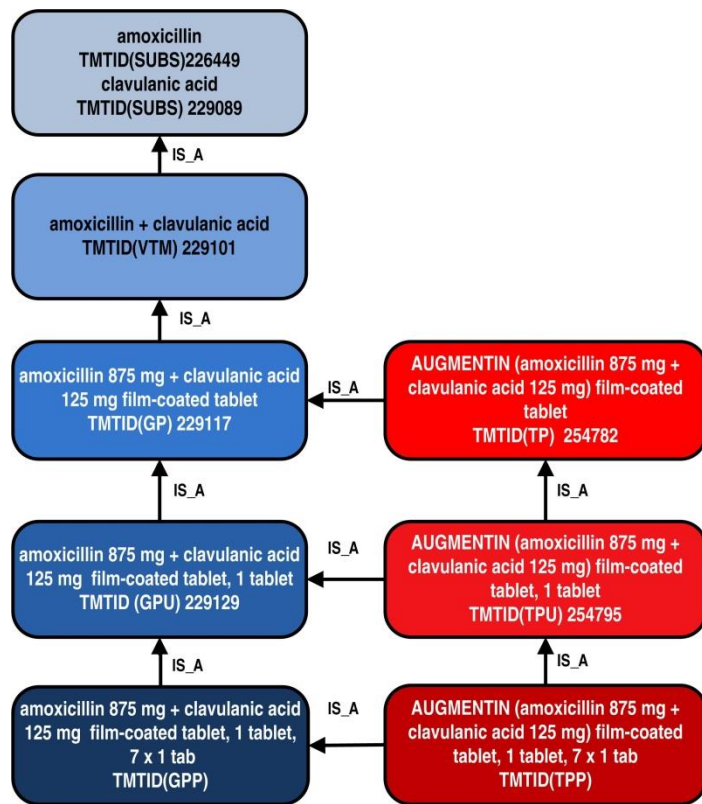 amoxicillin
TMTID(SUBS)226449
clavulanic acid
TMTID(SUBS) 229089
IS_A
amoxicillin + clavulanic acid
TMTID(VTM) 229101
IS_A
amoxicillin 875 mg + clavulanic acid
125 mg film-coated tablet
TMTID(GP) 229117
IS_A
AUGMENTIN (amoxicillin 875 mg +
clavulanic acid 125 mg) film-coated
tablet
TMTID(TP) 254782
IS_A
IS_A
amoxicillin 875 mg + clavulanic acid
125 mg film-coated tablet, 1 tablet
TMTID (GPU) 229129
IS_A
AUGMENTIN (amoxicillin 875 mg +
clavulanic acid 125 mg) film-coated
tablet, 1 tablet
TMTID(TPU) 254795
IS_A
IS_A
amoxicillin 875 mg + clavulanic acid
125 mg film-coated tablet, 1 tablet,
7 x 1 tab
TMTID(GPP)
IS_A
AUGMENTIN (amoxicillin 875 mg +
clavulanic acid 125 mg) film-coated
tablet, 1 tablet, 7 x 1 tab
TMTID(TPP)